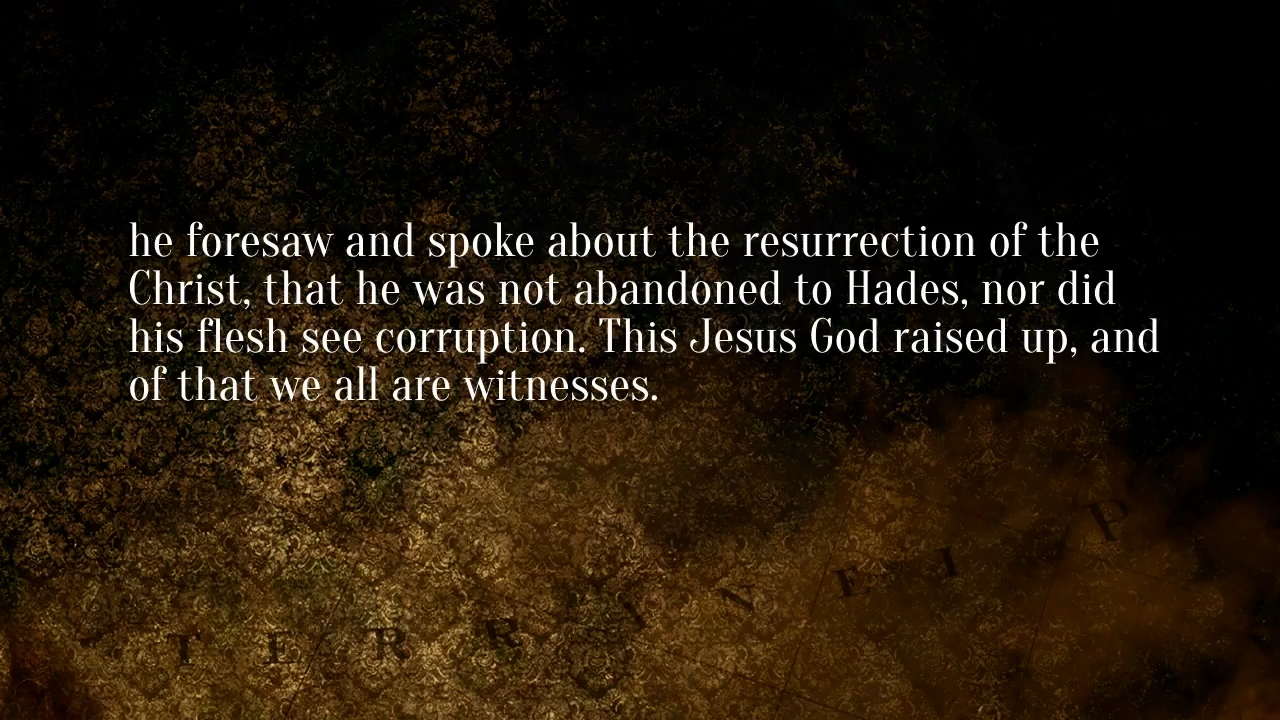 he foresaw and spoke about the resurrection of the
Christ, that he was not abandoned to Hades, nor did
his flesh see corruption. This Jesus God raised up, and
of that we all are witnesses.
T E R R I N E I P